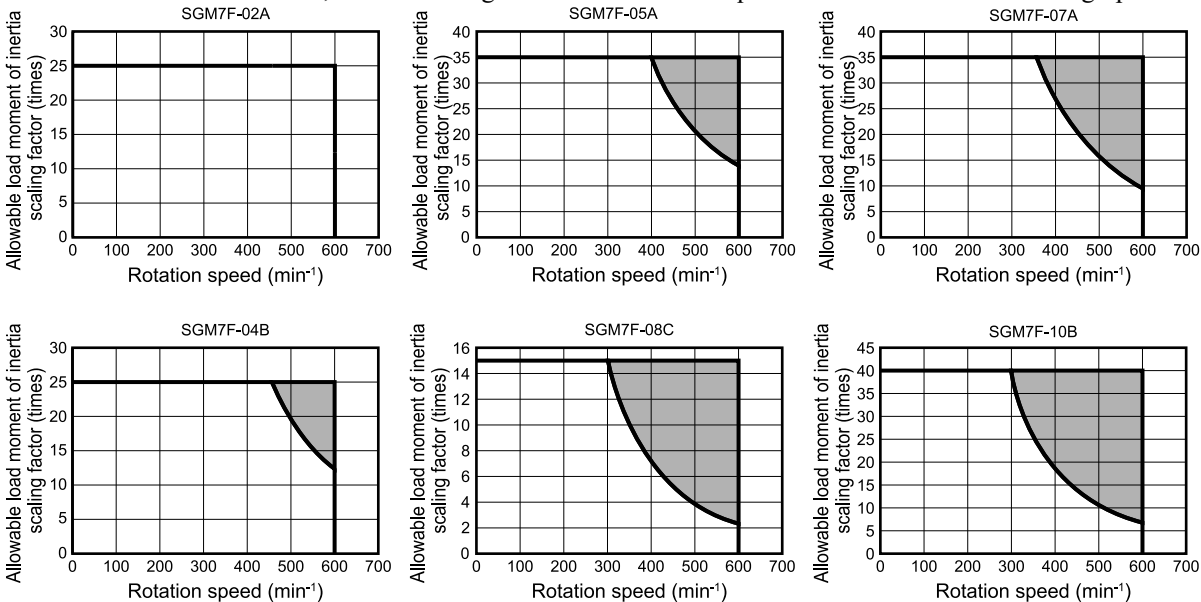 SGM7F-02A
Allowable load moment of inertia
scaling factor (times)
30
25
20
15
10
5
0
0 100 200 300 400 500 600 700
Rotation speed (min-1)
SGM7F-05A
Allowable load moment of inertia
scaling factor (times)
40
35
30
25
20
15
10
5
0
0 100 200 300 400 500 600 700
Rotation speed (min-1)
SGM7F-07A
Allowable load moment of inertia
scaling factor (times)
40
35
30
25
20
15
10
5
0
0 100 200 300 400 500 600 700
Rotation speed (min-1)
SGM7F-04B
Allowable load moment of inertia
scaling factor (times)
30
25
20
15
10
5
0
0 100 200 300 400 500 600 700
Rotation speed (min-1)
SGM7F-08C
Allowable load moment of inertia
scaling factor (times)
16
14
12
10
8
6
4
2
0
0 100 200 300 400 500 600 700
Rotation speed (min-1)
SGM7F-10B
Allowable load moment of inertia
scaling factor (times)
45
40
35
30
25
20
15
10
5
0
0 100 200 300 400 500 600 700
Rotation speed (min-1)